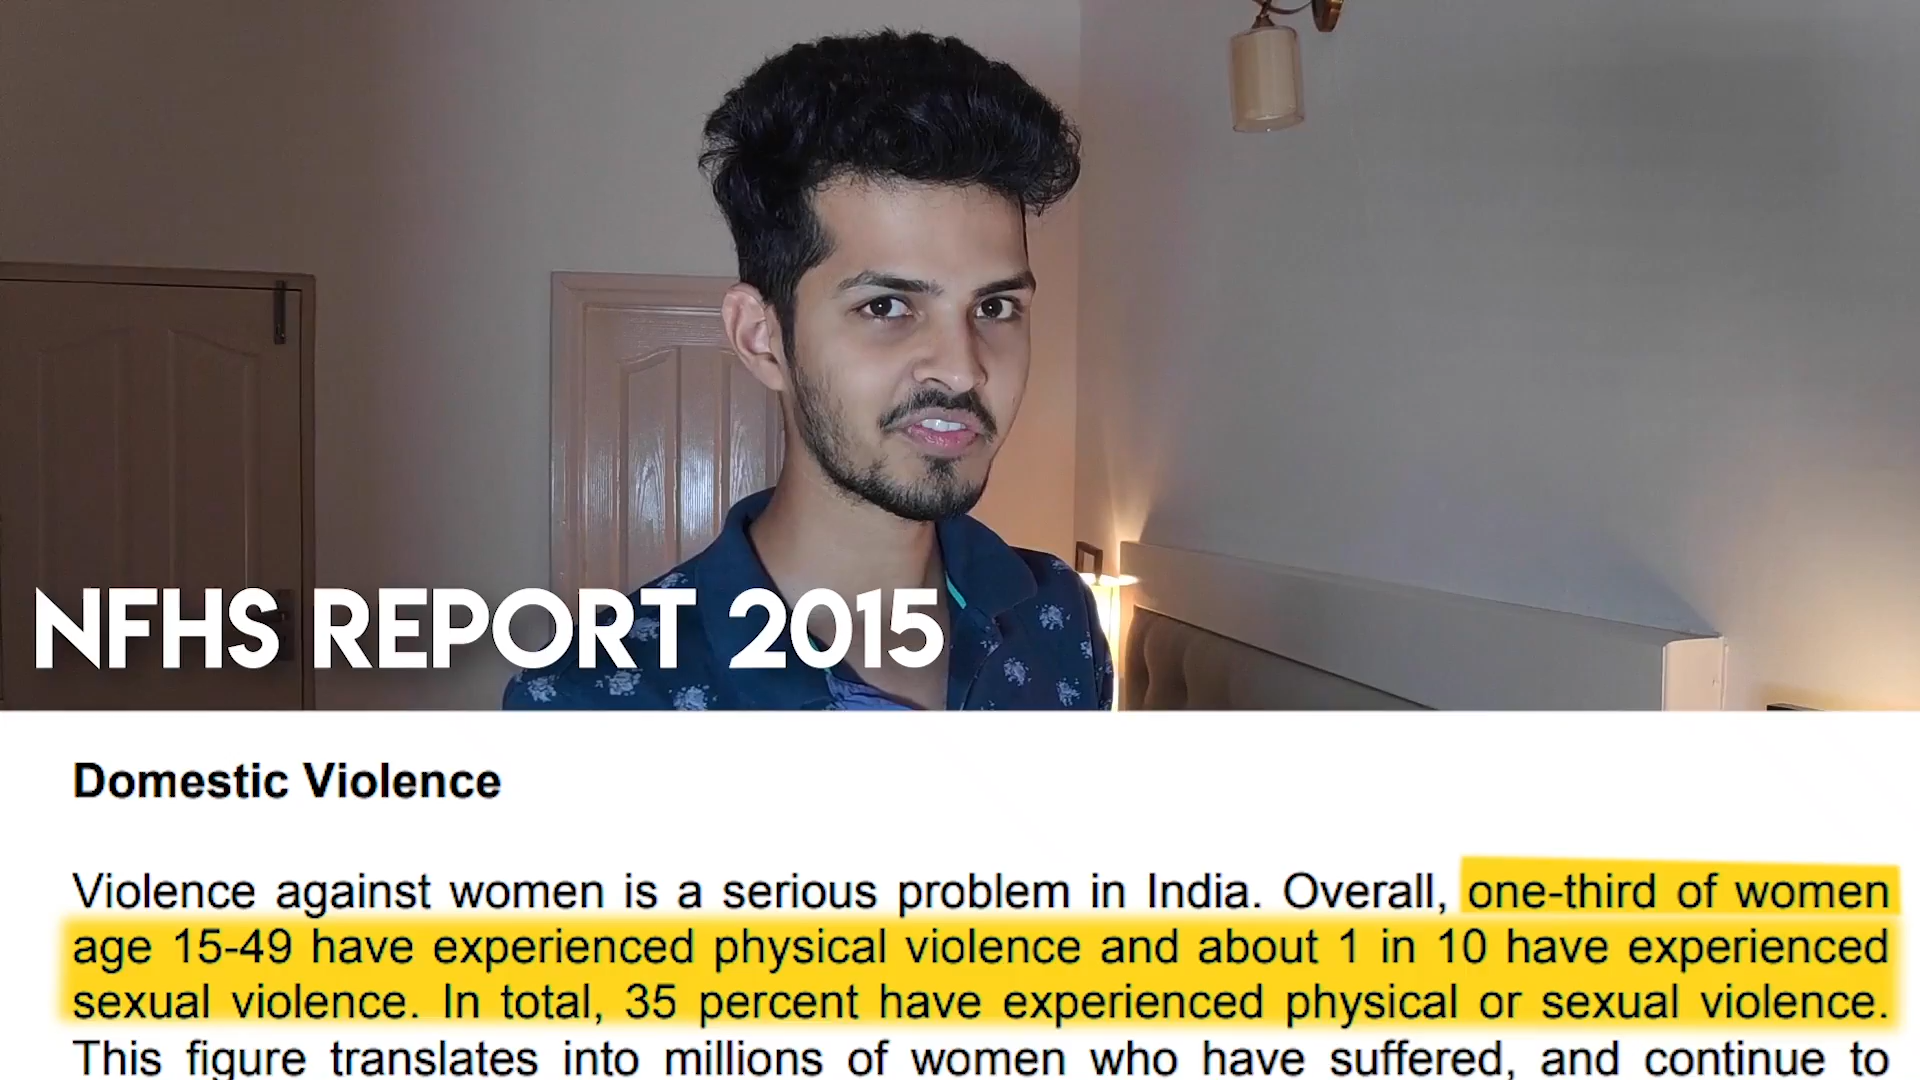 NFHS REPORT 2015
Domestic Violence
Violence against women is a serious problem in India. Overall, one-third of women
age 15-49 have experienced physical violence and about 1 in 10 have experienced
sexual violence. In total, 35 percent have experienced physical or sexual violence.
This figure translates into millions of women who have suffered, and continue to